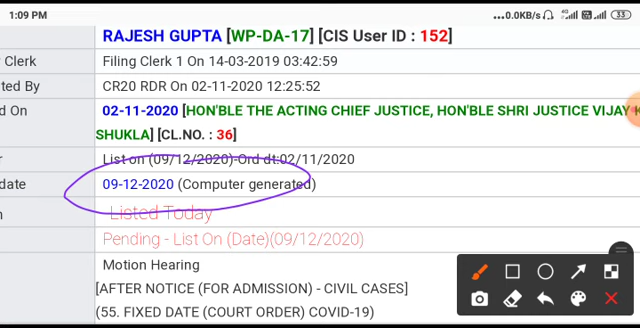 1:09 PM ...0.0KB/s 4G 33
RAJESH GUPTA [WP-DA-17] [CIS User ID : 152]
Clerk Filing Clerk 1 On 14-03-2019 03:42:59
ted By CR20 RDR On 02-11-2020 12:25:52
d On 02-11-2020 [HON'BLE THE ACTING CHIEF JUSTICE, HON'BLE SHRI JUSTICE VIJAY K
SHUKLA] [CL.NO. : 36]
r List on (09/12/2020)-Ord dt:02/11/2020
date 09-12-2020 (Computer generated)
n Listed Today
Pending - List On (Date)(09/12/2020)
Motion Hearing
[AFTER NOTICE (FOR ADMISSION) - CIVIL CASES]
(55. FIXED DATE (COURT ORDER) COVID-19)